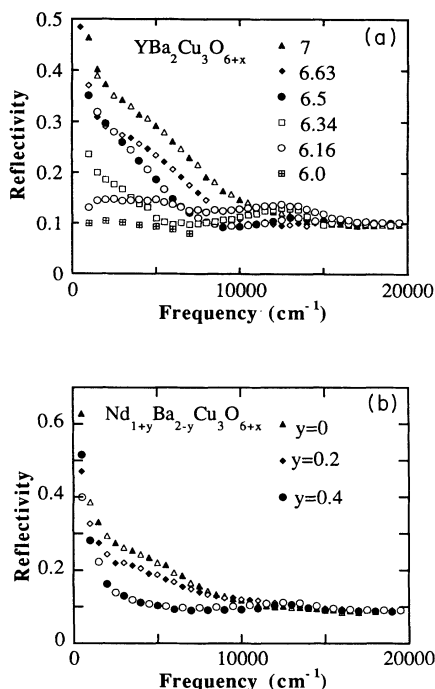 (a)
YBa₂Cu₃O₆₊ₓ
▲ 7
◆ 6.63
● 6.5
□ 6.34
○ 6.16
⊞ 6.0
Reflectivity
0.5
0.4
0.3
0.2
0.1
0
0 10000 20000
Frequency (cm⁻¹)
(b)
Nd₁₊yBa₂₋yCu₃O₆₊ₓ
▲ y=0
◆ y=0.2
● y=0.4
Reflectivity
0.6
0.4
0.2
0
0 10000 20000
Frequency (cm⁻¹)